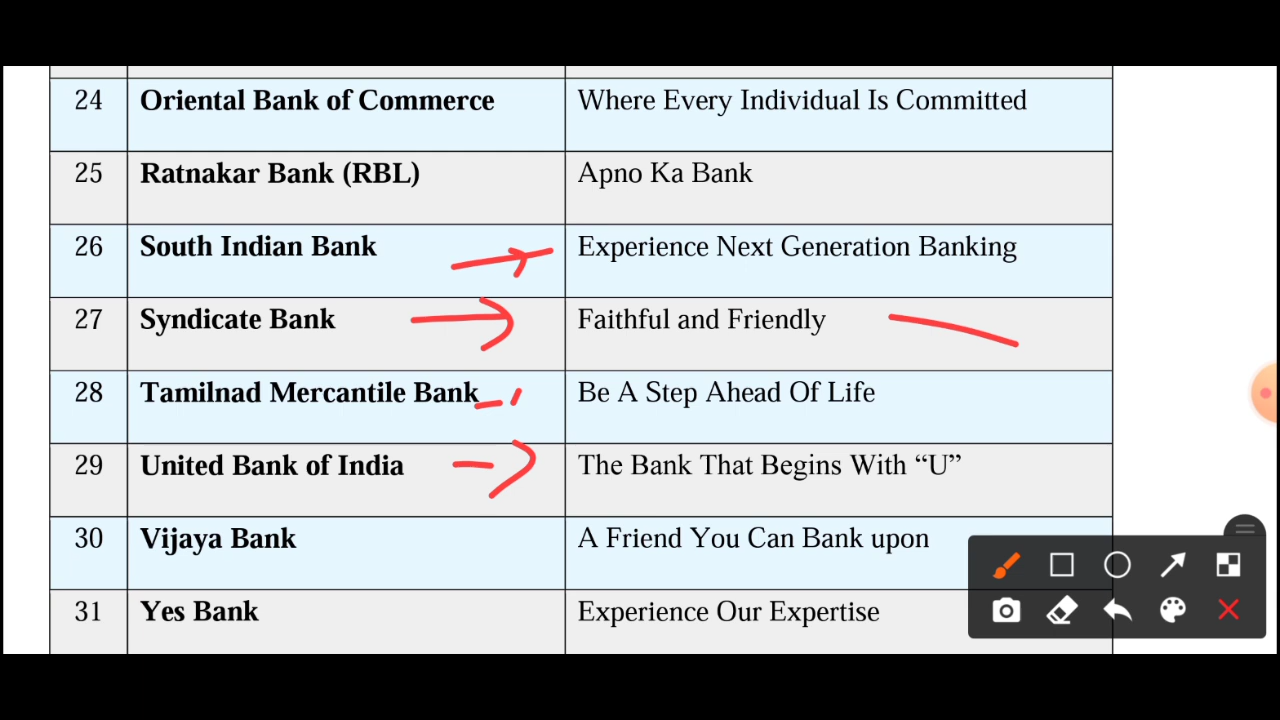 24 Oriental Bank of Commerce Where Every Individual Is Committed
25 Ratnakar Bank (RBL) Apno Ka Bank
26 South Indian Bank Experience Next Generation Banking
27 Syndicate Bank Faithful and Friendly
28 Tamilnad Mercantile Bank Be A Step Ahead Of Life
29 United Bank of India The Bank That Begins With “U”
30 Vijaya Bank A Friend You Can Bank upon
31 Yes Bank Experience Our Expertise